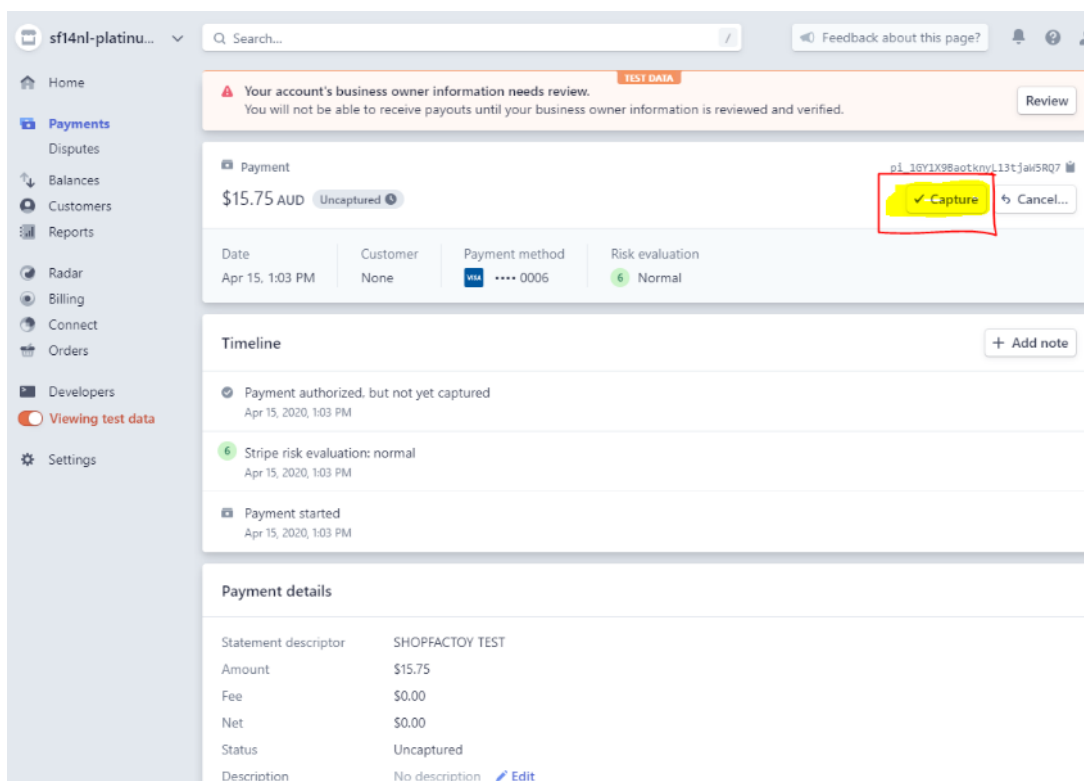 sf14nl-platinu...
Search...
/
Feedback about this page?
Home
Payments
Disputes
Balances
Customers
Reports
Radar
Billing
Connect
Orders
Developers
Viewing test data
Settings
TEST DATA
Your account's business owner information needs review.
You will not be able to receive payouts until your business owner information is reviewed and verified.
Review
Payment
pi_1GY1X9BaotknyL13tjaW5RQ7
$15.75 AUD Uncaptured
Capture
Cancel...
Date
Customer
Payment method
Risk evaluation
Apr 15, 1:03 PM
None
VISA •••• 0006
6 Normal
Timeline
+ Add note
Payment authorized, but not yet captured
Apr 15, 2020, 1:03 PM
6 Stripe risk evaluation: normal
Apr 15, 2020, 1:03 PM
Payment started
Apr 15, 2020, 1:03 PM
Payment details
Statement descriptor SHOPFACTOY TEST
Amount $15.75
Fee $0.00
Net $0.00
Status Uncaptured
Description No description Edit